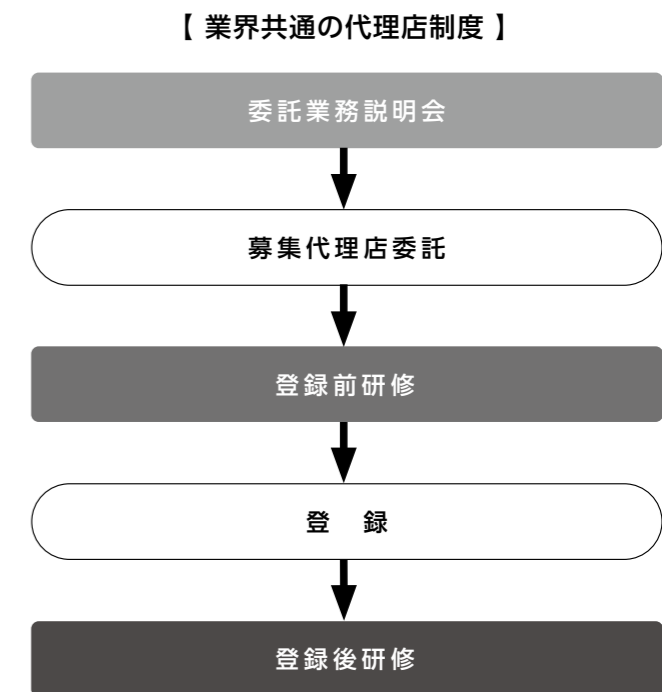 【 業界共通の代理店制度 】
委託業務説明会
募集代理店委託
登録前研修
登　録
登録後研修